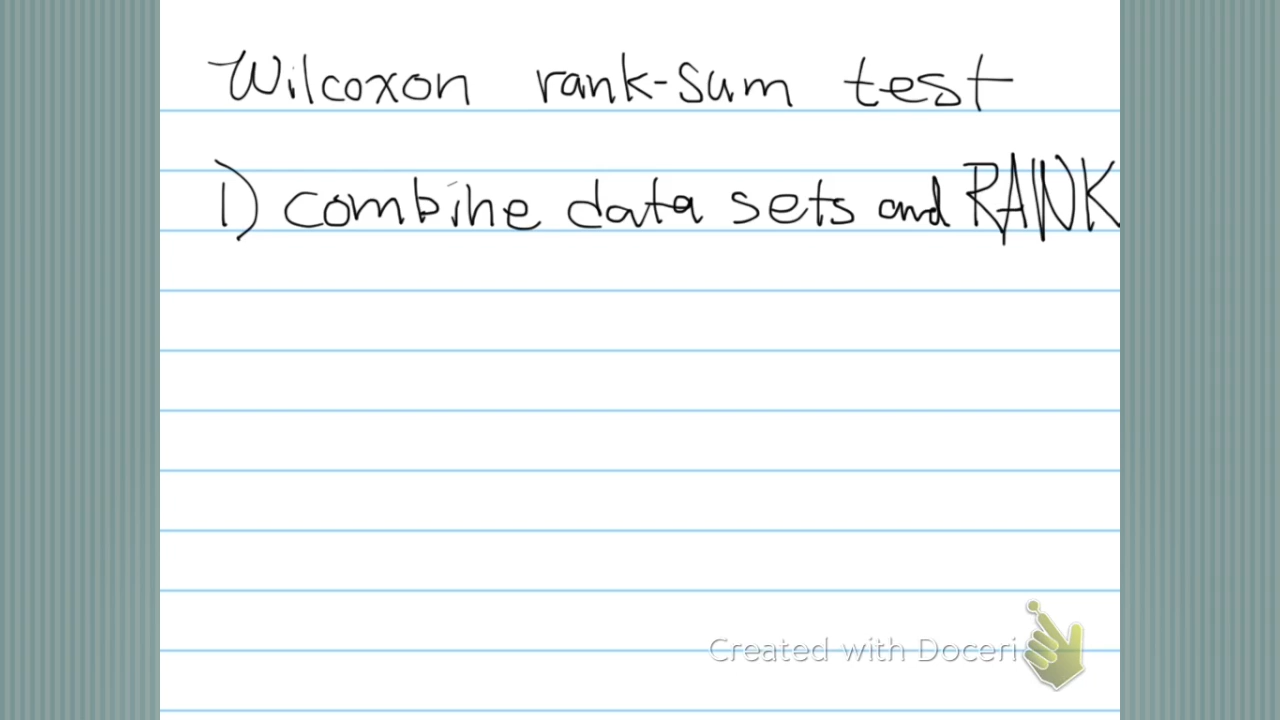 Wilcoxon rank-sum test
1) combine data sets and RANK
Created with Doceri